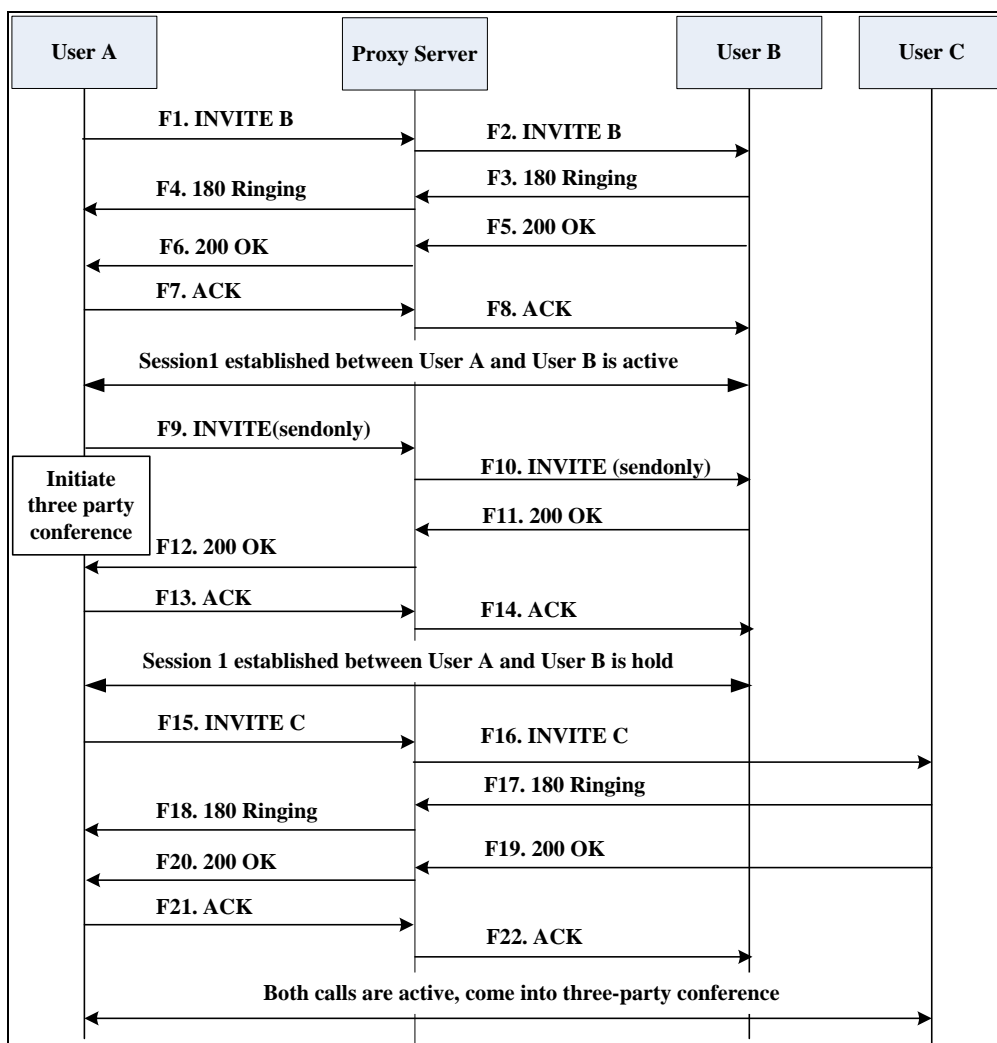 User A
Proxy Server
User B
User C
F1. INVITE B
F2. INVITE B
F3. 180 Ringing
F4. 180 Ringing
F5. 200 OK
F6. 200 OK
F7. ACK
F8. ACK
Session1 established between User A and User B is active
F9. INVITE(sendonly)
Initiate
three party
conference
F10. INVITE (sendonly)
F11. 200 OK
F12. 200 OK
F13. ACK
F14. ACK
Session 1 established between User A and User B is hold
F15. INVITE C
F16. INVITE C
F17. 180 Ringing
F18. 180 Ringing
F19. 200 OK
F20. 200 OK
F21. ACK
F22. ACK
Both calls are active, come into three-party conference